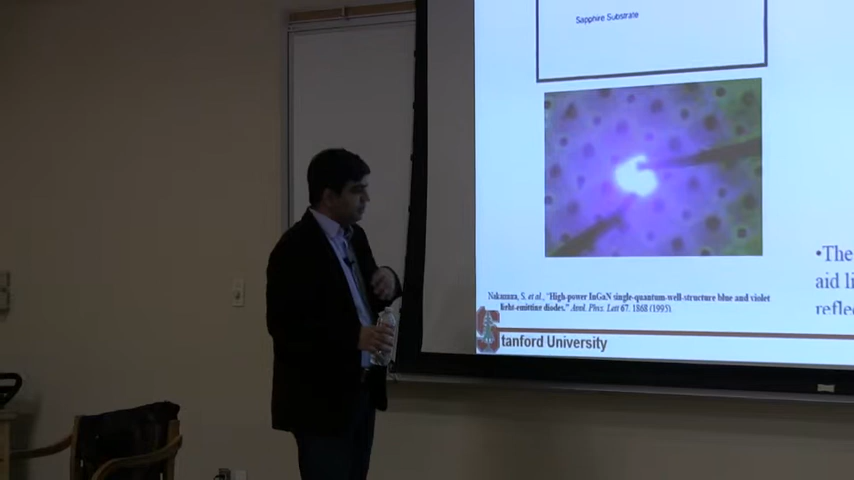 Sapphire Substrate
Nakamura, S. et al., "High-power InGaN single-quantum-well-structure blue and violet
light-emitting diodes." Appl. Phys. Lett 67, 1868 (1995).
•The
aid li
reflec
Stanford University